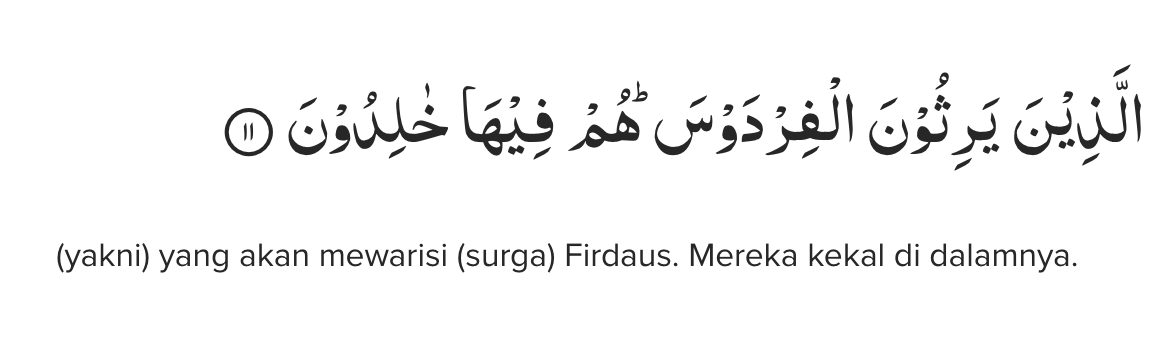 الَّذِيْنَ يَرِثُوْنَ الْفِرْدَوْسَۗ هُمْ فِيْهَا خٰلِدُوْنَ ۝١١
(yakni) yang akan mewarisi (surga) Firdaus. Mereka kekal di dalamnya.